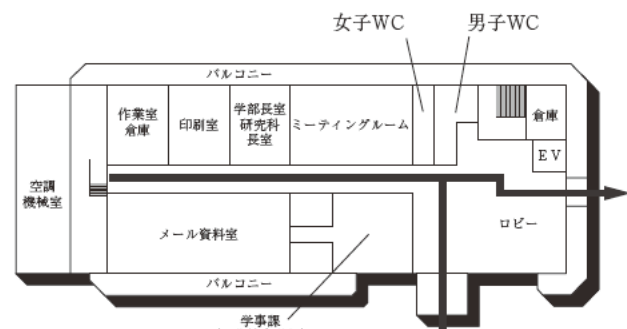 女子WC
男子WC
バルコニー
作業室
倉庫
印刷室
学部長室
研究科
長室
ミーティングルーム
倉庫
EV
空調
機械室
メール資料室
ロビー
バルコニー
学事課